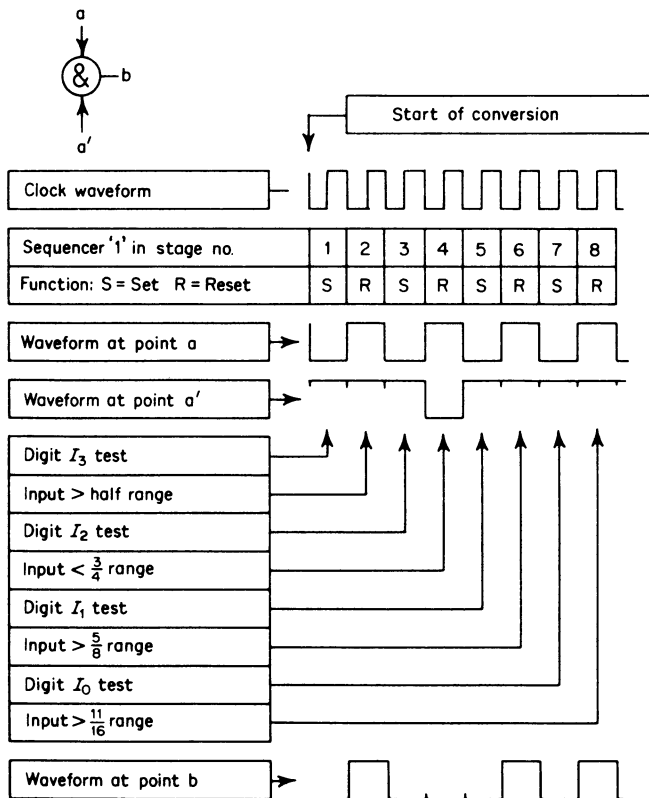 a
& b
a′
Start of conversion
Clock waveform
Sequencer '1' in stage no. 1 2 3 4 5 6 7 8
Function: S = Set R = Reset S R S R S R S R
Waveform at point a
Waveform at point a′
Digit I₃ test
Input > half range
Digit I₂ test
Input < 3/4 range
Digit I₁ test
Input > 5/8 range
Digit I₀ test
Input > 11/16 range
Waveform at point b